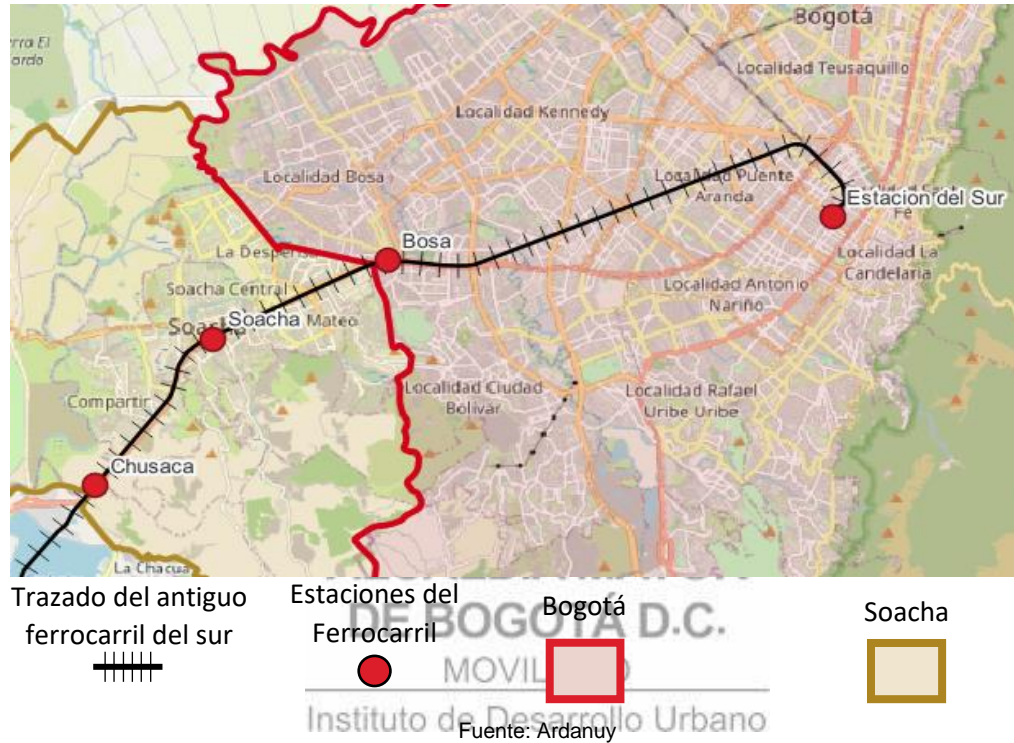 Bogotá
Localidad Teusaquillo
Localidad Kennedy
Localidad Bosa
Localidad Puente
Aranda
Estacion del Sur
Fe
Bosa
La Despensa
Localidad La
Candelaria
Soacha Central
Localidad Antonio
Nariño
Soacha
Mateo
Localidad Ciudad
Bolívar
Localidad Rafael
Uribe Uribe
Compartir
Chusaca
La Chacua
Trazado del antiguo
ferrocarril del sur
Estaciones del
Ferrocarril
Bogotá
Soacha
DE BOGOTÁ D.C.
Instituto de Desarrollo Urbano
Fuente: Ardanuy